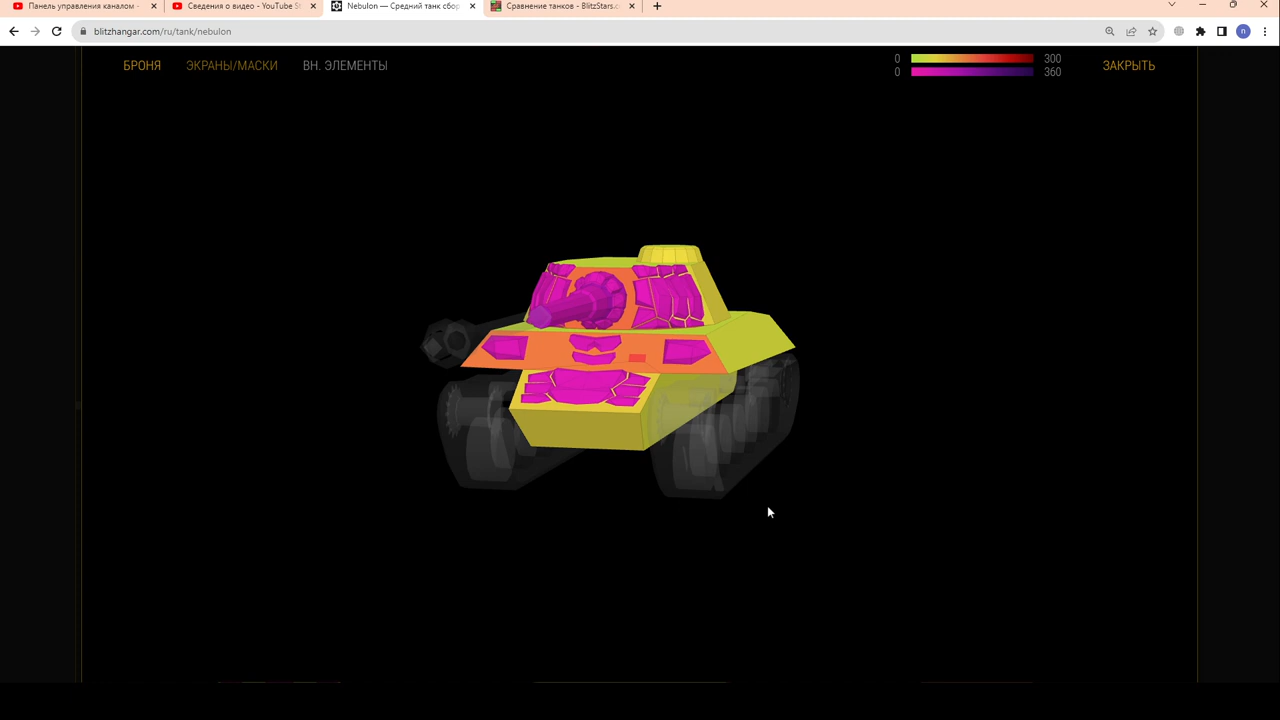 Панель управления каналом -
Сведения о видео - YouTube St
Nebulon — Средний танк сбор
Сравнение танков - BlitzStars.c
blitzhangar.com/ru/tank/nebulon
n
БРОНЯ
ЭКРАНЫ/МАСКИ
ВН. ЭЛЕМЕНТЫ
0 300
0 360
ЗАКРЫТЬ